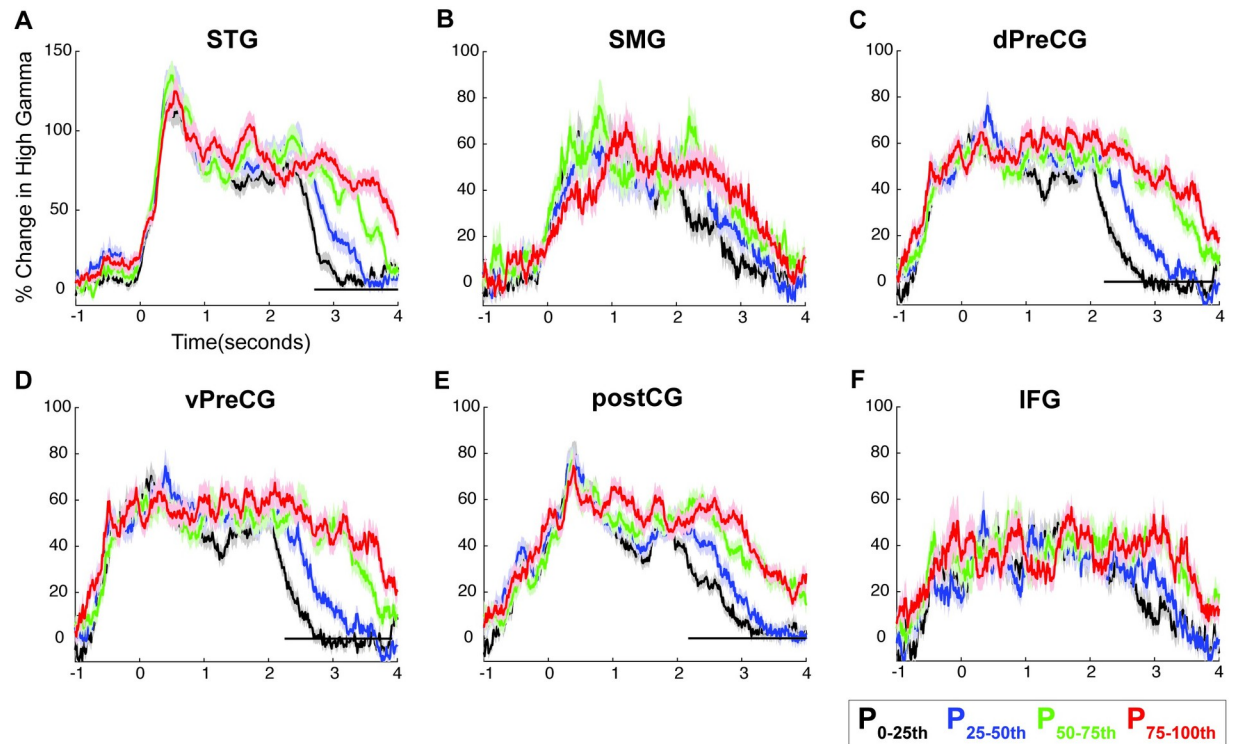 A
STG
% Change in High Gamma
150
100
50
0
-1 0 1 2 3 4
Time(seconds)
B
SMG
100
80
60
40
20
0
-1 0 1 2 3 4
C
dPreCG
100
80
60
40
20
0
-1 0 1 2 3 4
D
vPreCG
100
80
60
40
20
0
-1 0 1 2 3 4
E
postCG
100
80
60
40
20
0
-1 0 1 2 3 4
F
IFG
100
80
60
40
20
0
-1 0 1 2 3 4
P0-25th P25-50th P50-75th P75-100th